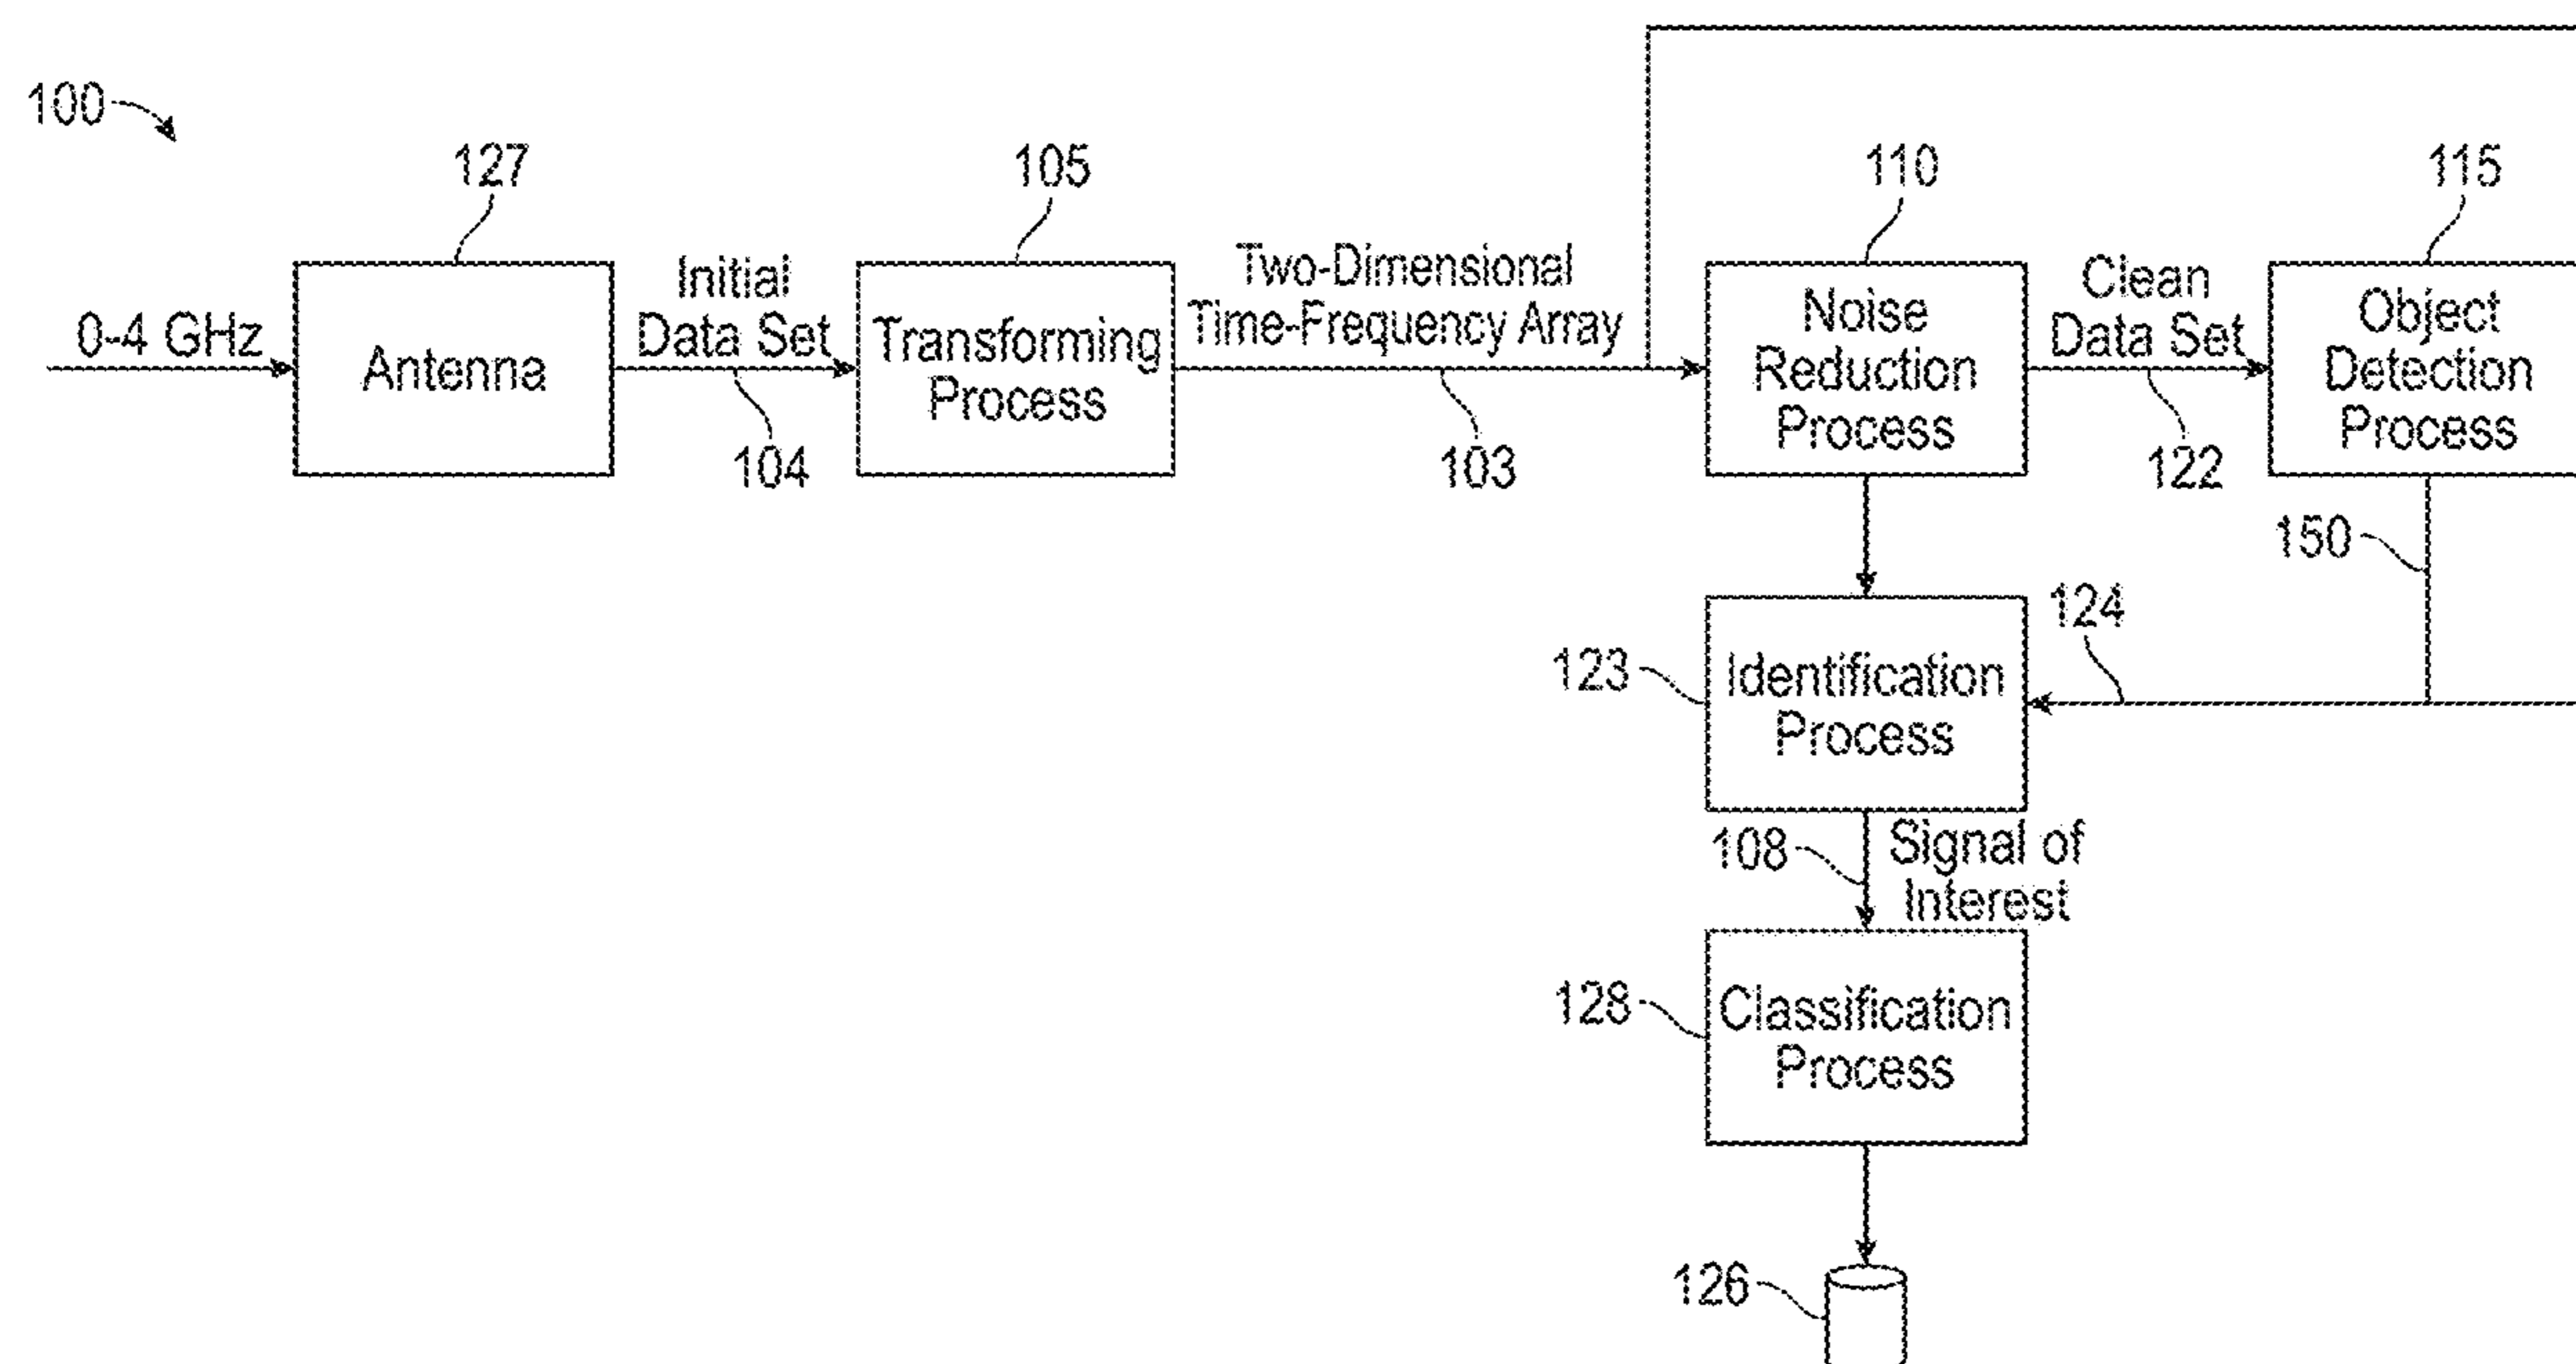 100
127
105
110
115
0-4 GHz
Antenna
Initial
Data Set
104
Transforming
Process
Two-Dimensional
Time-Frequency Array
103
Noise
Reduction
Process
Clean
Data Set
122
Object
Detection
Process
150
124
123
Identification
Process
108
Signal of
Interest
128
Classification
Process
126